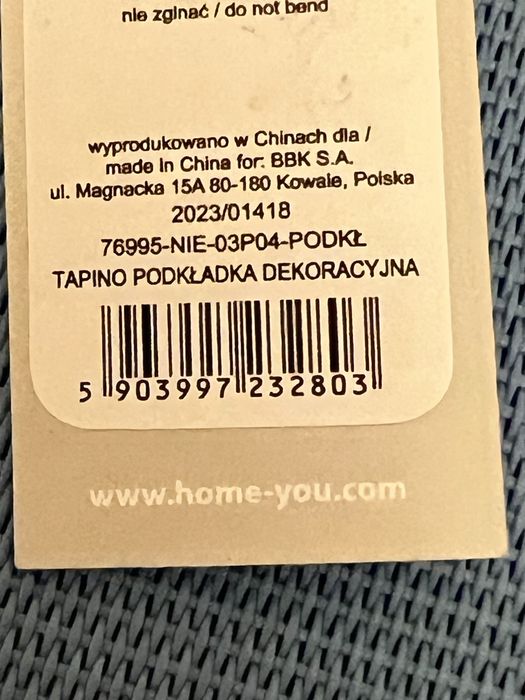 nie zginać / do not bend
wyprodukowano w Chinach dla /
made in China for: BBK S.A.
ul. Magnacka 15A 80-180 Kowale, Polska
2023/01418
76995-NIE-03P04-PODKŁ
TAPINO PODKŁADKA DEKORACYJNA
5 903997 232803
www.home-you.com